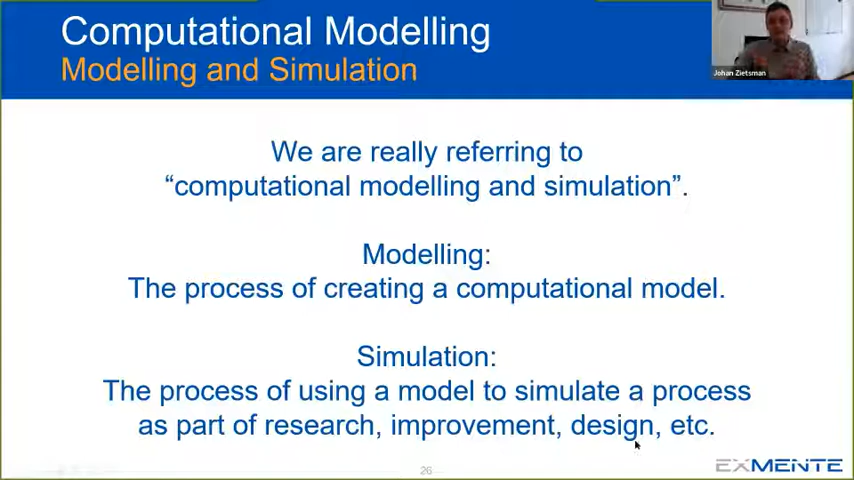 Computational Modelling
Modelling and Simulation
Johan Zietsman
We are really referring to
“computational modelling and simulation”.
Modelling:
The process of creating a computational model.
Simulation:
The process of using a model to simulate a process
as part of research, improvement, design, etc.
26
EXMENTE